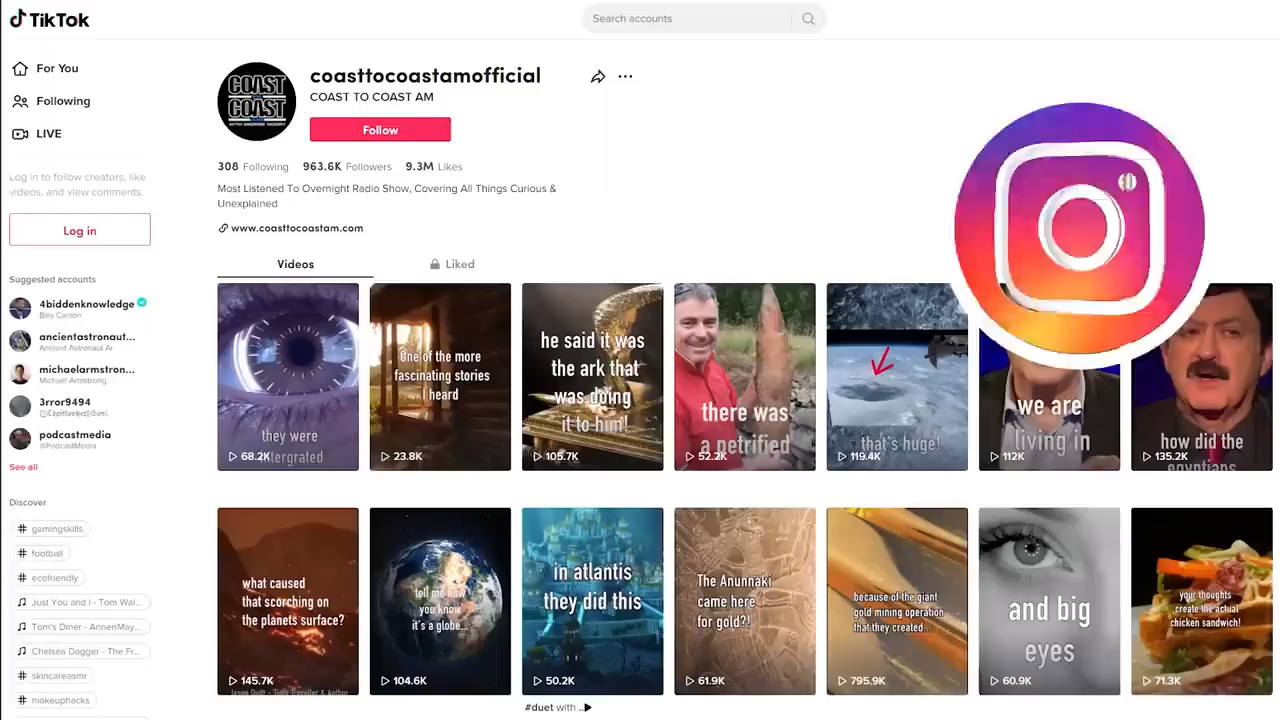 TikTok
Search accounts
For You
Following
LIVE
Log in to follow creators, like
videos, and view comments.
Log in
Suggested accounts
4biddenknowledge
Billy Carson
ancientastronaut...
Ancient Astronaut Ar
michaelarmstron...
Michael Armstrong
3rror9494
podcastmedia
@PodcastMedia
See all
Discover
gamingskills
football
ecofriendly
Just You and I - Tom Wal...
Tom's Diner - AnnenMay...
Chelsea Dagger - The Fr...
skincareasmr
makeuphacks
COAST
COAST
WITH GEORGE NOORY
coasttocoastamofficial
COAST TO COAST AM
Follow
308 Following 963.6K Followers 9.3M Likes
Most Listened To Overnight Radio Show, Covering All Things Curious &
Unexplained
www.coasttocoastam.com
Videos
Liked
they were
intergrated
68.2K
One of the more
fascinating stories
I heard
23.8K
he said it was
the ark that
was doing
it to him!
105.7K
there was
a petrified
52.2K
that's huge!
119.4K
we are
living in
112K
how did the
egyptians
135.2K
what caused
that scorching on
the planets surface?
145.7K
tell me how
you know
it's a globe...
104.6K
in atlantis
they did this
50.2K
#duet with ..
The Anunnaki
came here
for gold?!
61.9K
because of the giant
gold mining operation
that they created...
795.9K
and big
eyes
60.9K
your thoughts
create the actual
chicken sandwich!
71.3K